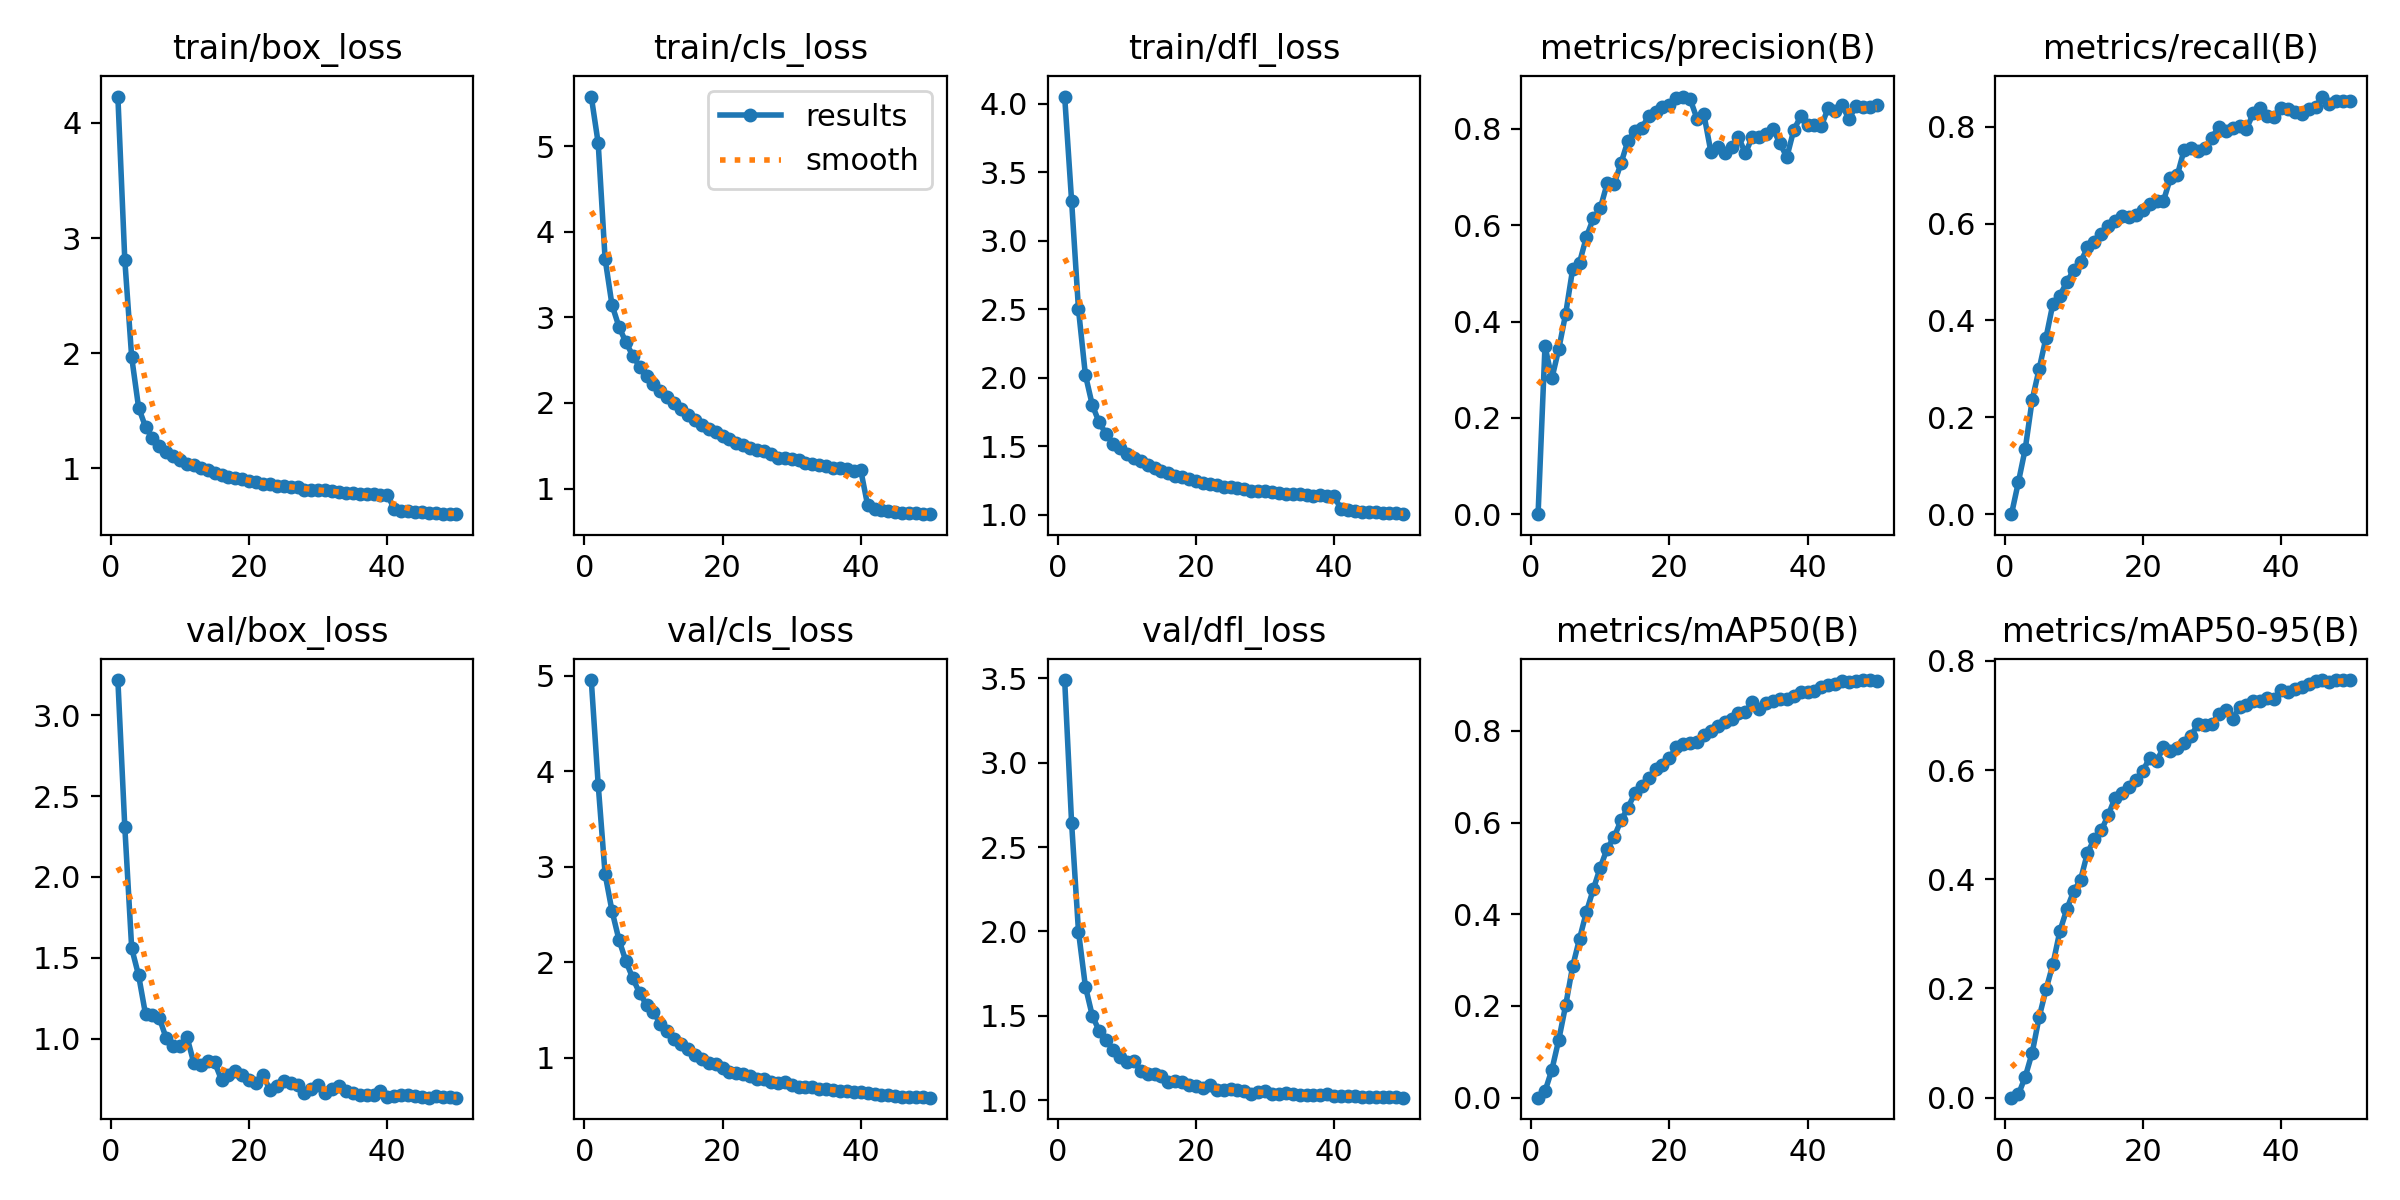 train/box_loss
4
3
2
1
0 20 40
train/cls_loss
results
smooth
5
4
3
2
1
0 20 40
train/dfl_loss
4.0
3.5
3.0
2.5
2.0
1.5
1.0
0 20 40
metrics/precision(B)
0.8
0.6
0.4
0.2
0.0
0 20 40
metrics/recall(B)
0.8
0.6
0.4
0.2
0.0
0 20 40
val/box_loss
3.0
2.5
2.0
1.5
1.0
0 20 40
val/cls_loss
5
4
3
2
1
0 20 40
val/dfl_loss
3.5
3.0
2.5
2.0
1.5
1.0
0 20 40
metrics/mAP50(B)
0.8
0.6
0.4
0.2
0.0
0 20 40
metrics/mAP50-95(B)
0.8
0.6
0.4
0.2
0.0
0 20 40